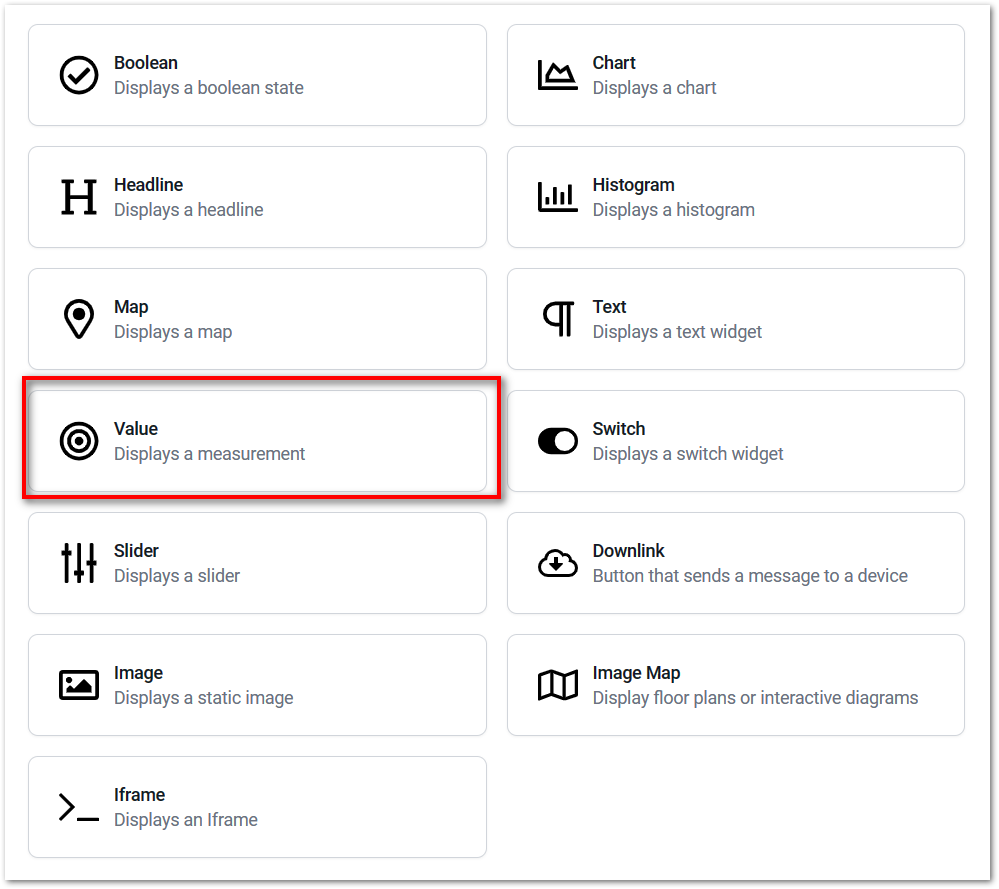 Boolean
Displays a boolean state
Chart
Displays a chart
Headline
Displays a headline
Histogram
Displays a histogram
Map
Displays a map
Text
Displays a text widget
Value
Displays a measurement
Switch
Displays a switch widget
Slider
Displays a slider
Downlink
Button that sends a message to a device
Image
Displays a static image
Image Map
Display floor plans or interactive diagrams
Iframe
Displays an Iframe